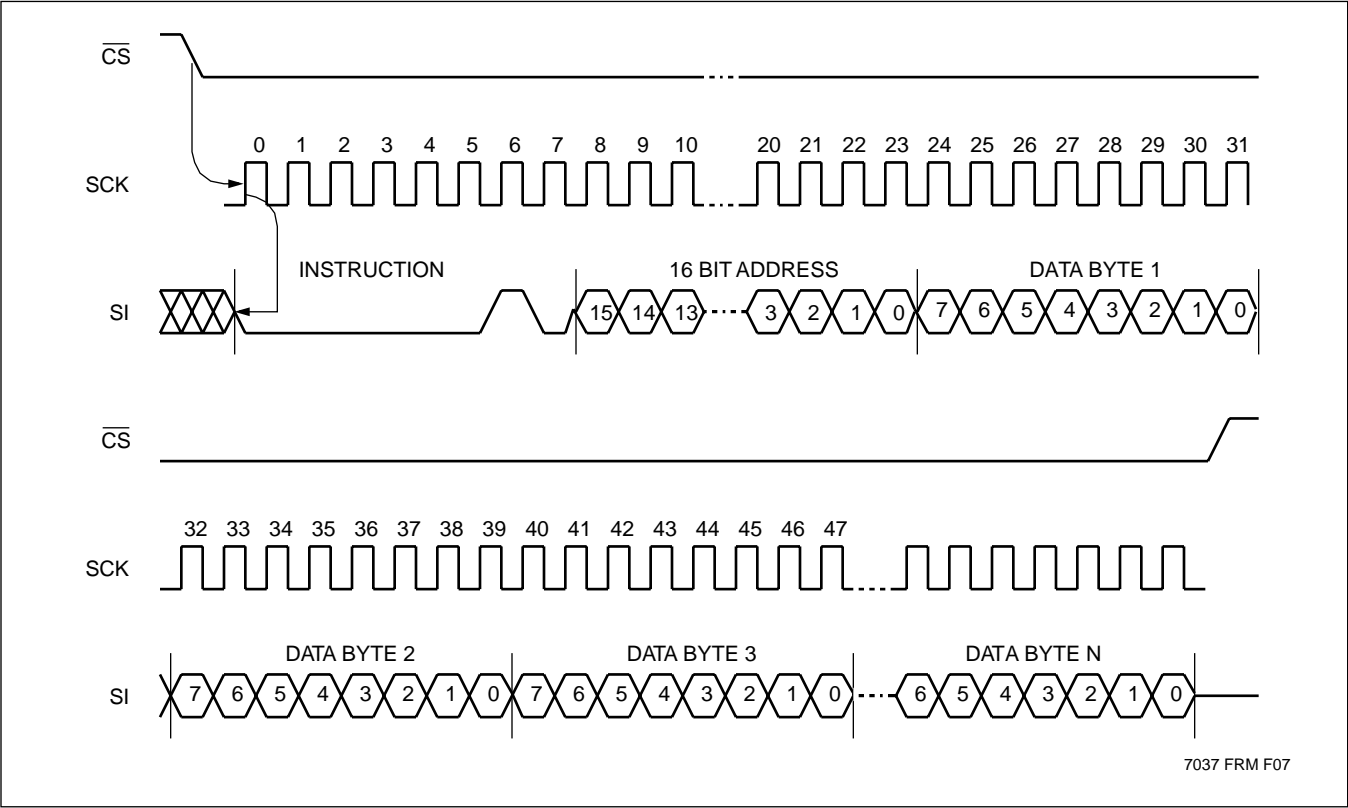 CS
0 1 2 3 4 5 6 7 8 9 10 20 21 22 23 24 25 26 27 28 29 30 31
SCK
INSTRUCTION 16 BIT ADDRESS DATA BYTE 1
SI 15 14 13 3 2 1 0 7 6 5 4 3 2 1 0
CS
32 33 34 35 36 37 38 39 40 41 42 43 44 45 46 47
SCK
DATA BYTE 2 DATA BYTE 3 DATA BYTE N
SI 7 6 5 4 3 2 1 0 7 6 5 4 3 2 1 0 6 5 4 3 2 1 0
7037 FRM F07